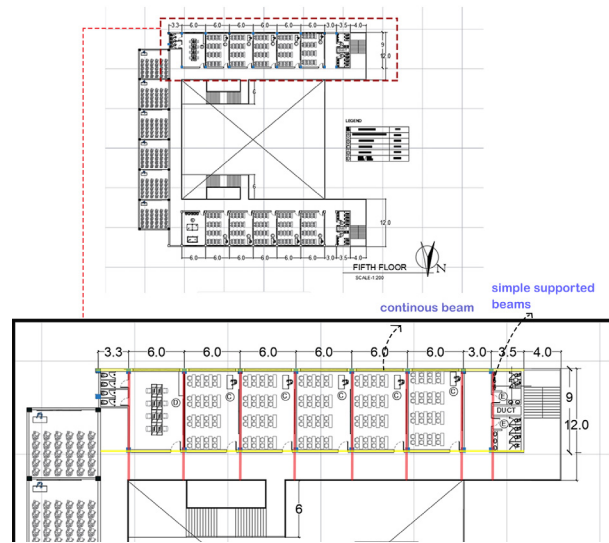 3.3 6.0 6.0 6.0 6.0 6.0 3.0 3.5 4.0
9
12.0
6
LEGEND
6
12.0
6.0 6.0 6.0 6.0 6.0 3.5 4.0
FIFTH FLOOR
SCALE-1:200
N
simple supported
beams
continous beam
3.3 6.0 6.0 6.0 6.0 6.0 6.0 3.0 3.5 4.0
D C C C C C E
DUCT
E
9
12.0
6